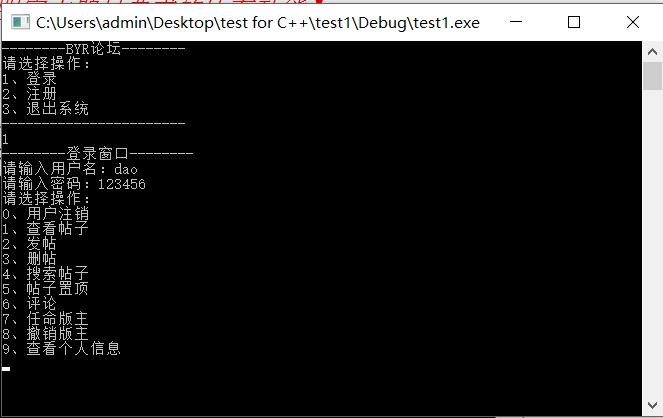 C:\Users\admin\Desktop\test for C++\test1\Debug\test1.exe
--------BYR论坛--------
请选择操作：
1、登录
2、注册
3、退出系统
-----------------------
1
--------登录窗口--------
请输入用户名：dao
请输入密码：123456
请选择操作：
0、用户注销
1、查看帖子
2、发帖
3、删帖
4、搜索帖子
5、帖子置顶
6、评论
7、任命版主
8、撤销版主
9、查看个人信息